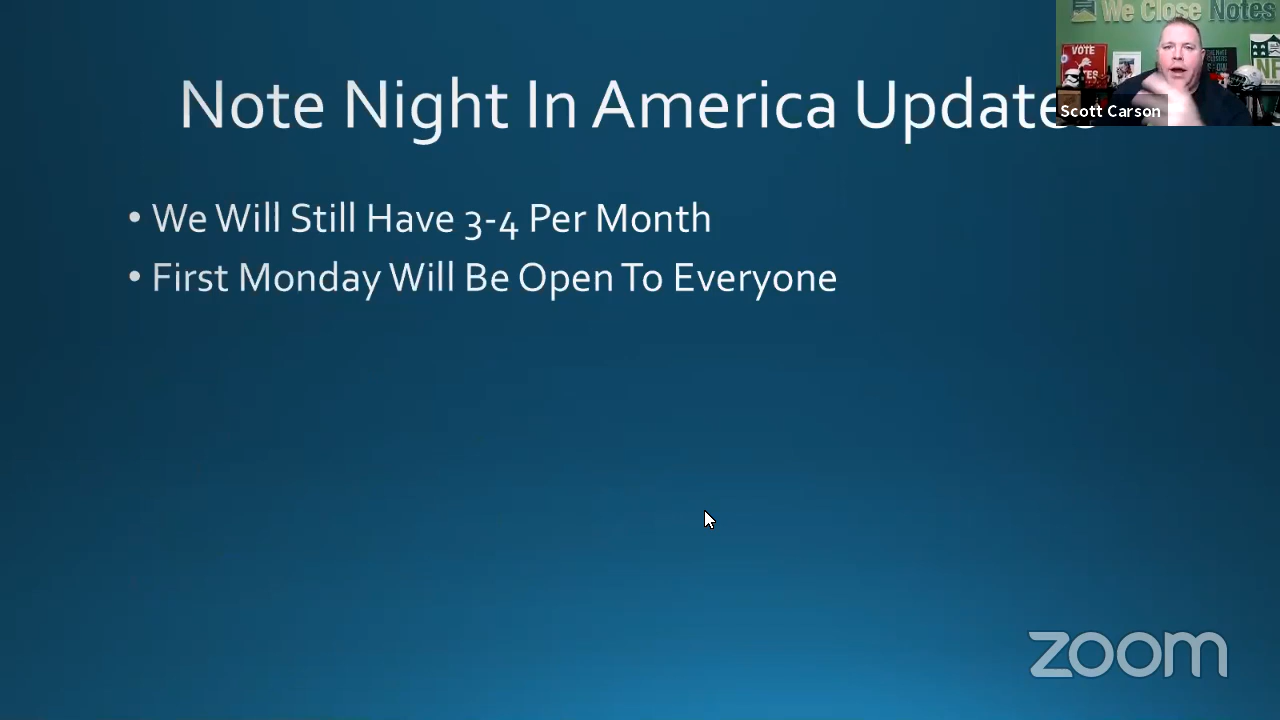 We Close Notes
VOTE
Scott Carson
Note Night In America Updates
• We Will Still Have 3-4 Per Month
• First Monday Will Be Open To Everyone
zoom